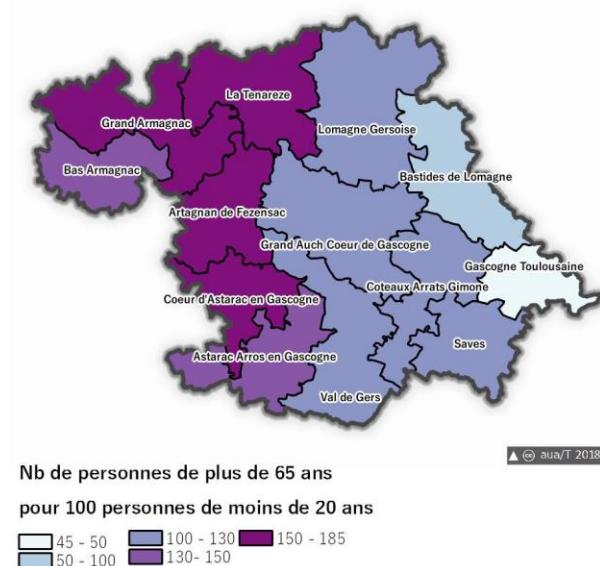 La Tenareze
Grand Armagnac
Lomagne Gersoise
Bas Armagnac
Bastides de Lomagne
Artagnan de Fezensac
Grand Auch Coeur de Gascogne
Gascogne Toulousaine
Coteaux Arrats Gimone
Coeur d'Astarac en Gascogne
Saves
Astarac Arros en Gascogne
Val de Gers
▲ cc aua/T 2018
Nb de personnes de plus de 65 ans
pour 100 personnes de moins de 20 ans
45 - 50 100 - 130 150 - 185
50 - 100 130- 150